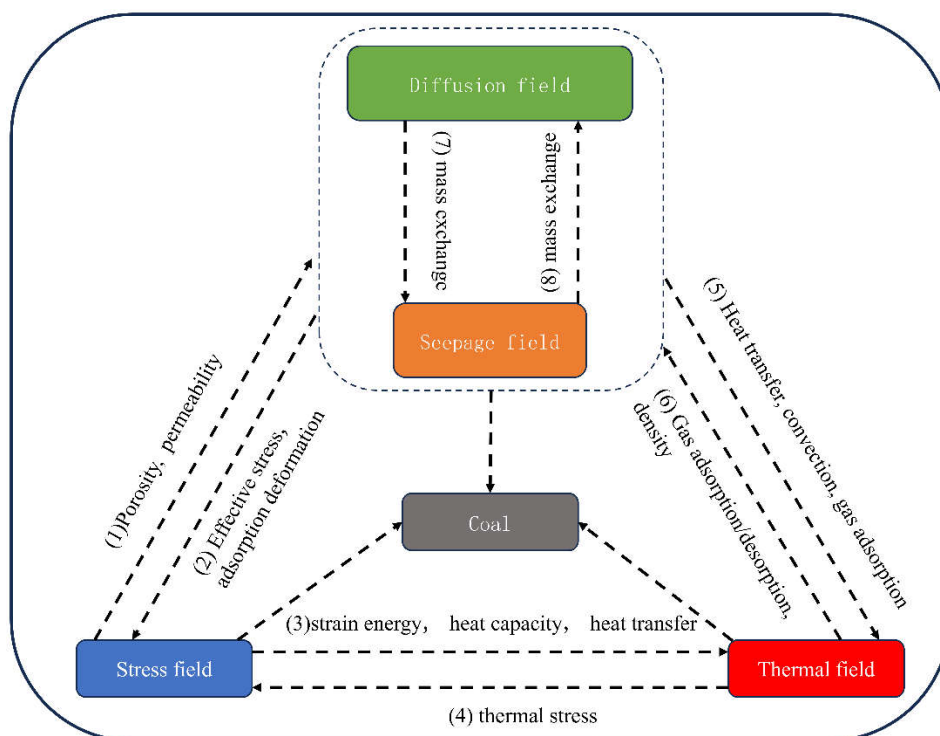 Diffusion field
(7) mass exchange
(8) mass exchange
Seepage field
(1)Porosity, permeability
(2) Effective stress,
adsorption deformation
(5) Heat transfer, convection, gas adsorption
(6) Gas adsorption/desorption,
density
Coal
(3)strain energy， heat capacity， heat transfer
Stress field
Thermal field
(4) thermal stress